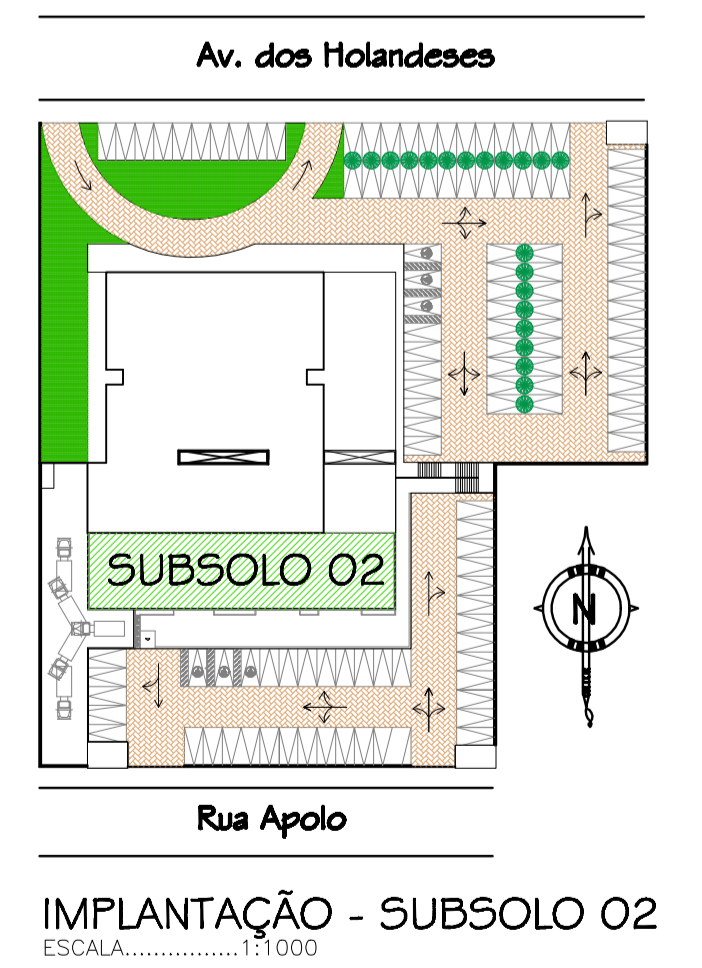 Av. dos Holandeses
SUBSOLO 02
N
Rua Apolo
IMPLANTAÇÃO - SUBSOLO 02
ESCALA................1:1000